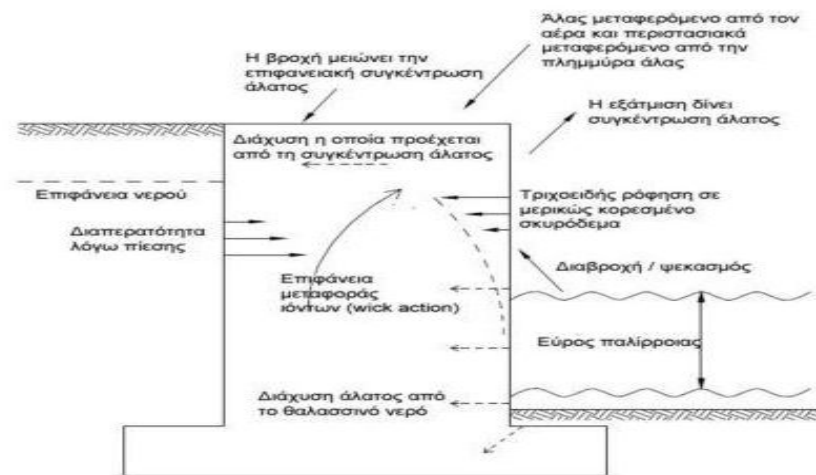 Άλας μεταφερόμενο από τον
αέρα και περιστασιακά
μεταφερόμενο από την
πλημμύρα άλας
Η βροχή μειώνει την
επιφανειακή συγκέντρωση
άλατος
Η εξάτμιση δίνει
συγκέντρωση άλατος
Διάχυση η οποία προέχεται
από τη συγκέντρωση άλατος
Επιφάνεια νερού
Τριχοειδής ρόφηση σε
μερικώς κορεσμένο
σκυρόδεμα
Διαπερατότητα
λόγω πίεσης
Διαβροχή / ψεκασμός
Επιφάνεια
μεταφοράς
ιόντων (wick action)
Εύρος παλίρροιας
Διάχυση άλατος από
το θαλασσινό νερό